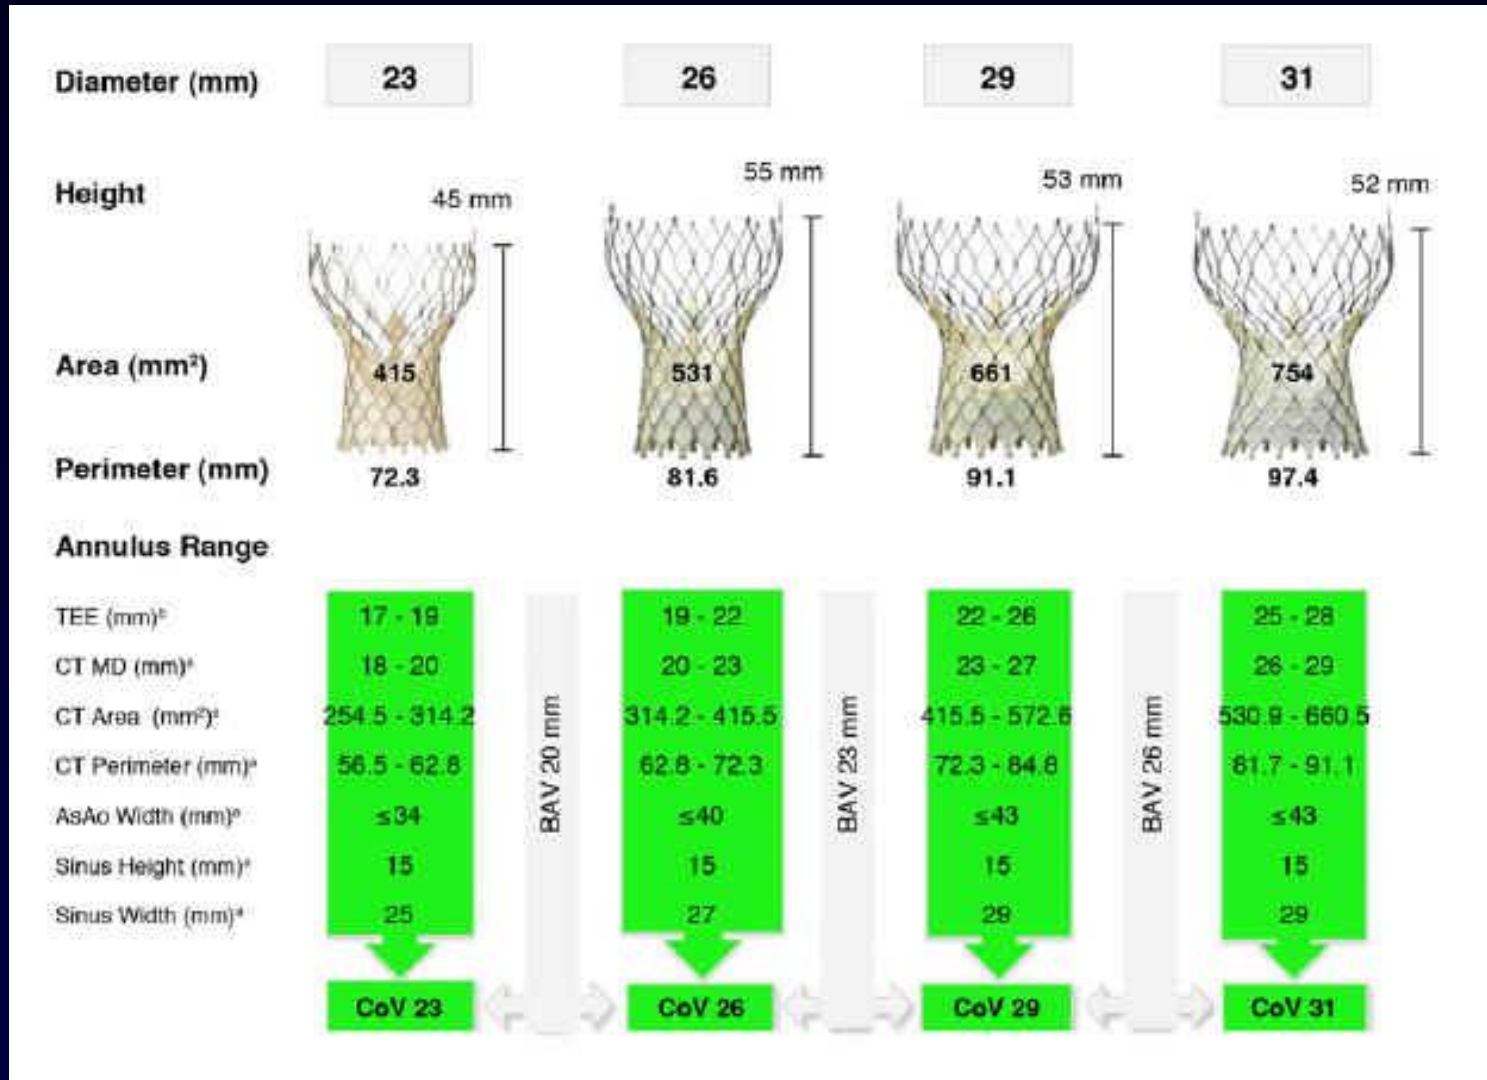 Diameter (mm) 23 26 29 31
Height 45 mm 55 mm 53 mm 52 mm
Area (mm²) 415 531 661 754
Perimeter (mm) 72.3 81.6 91.1 97.4
Annulus Range
TEE (mm)ᵇ 17 - 19 19 - 22 22 - 26 25 - 28
CT MD (mm)ᵃ 18 - 20 20 - 23 23 - 27 26 - 29
CT Area (mm²)ᵃ 254.5 - 314.2 314.2 - 415.5 415.5 - 572.6 530.9 - 660.5
CT Perimeter (mm)ᵃ 56.5 - 62.8 62.8 - 72.3 72.3 - 84.8 81.7 - 91.1
AsAo Width (mm)ᵃ ≤34 ≤40 ≤43 ≤43
Sinus Height (mm)ᵃ 15 15 15 15
Sinus Width (mm)ᵃ 25 27 29 29
BAV 20 mm
BAV 23 mm
BAV 26 mm
CoV 23 CoV 26 CoV 29 CoV 31